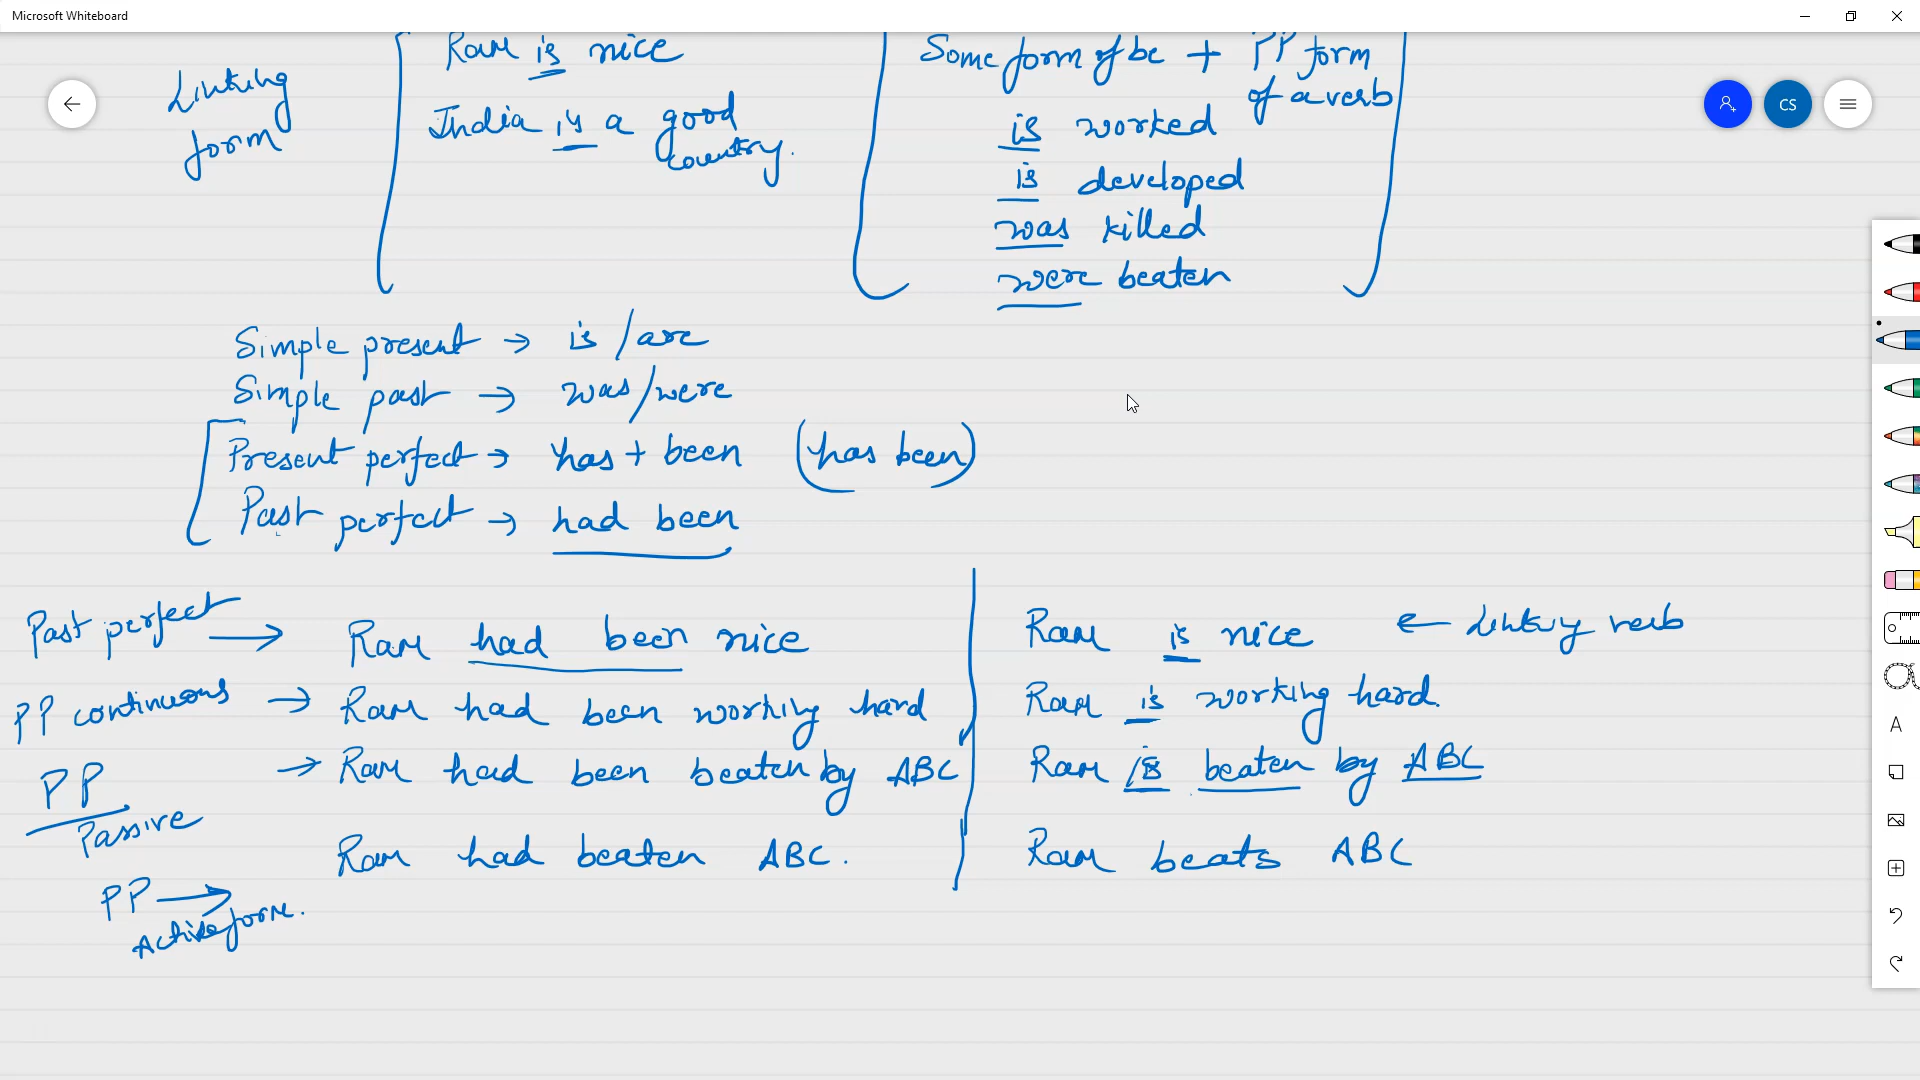 Microsoft Whiteboard
Linking
form
Ram is nice
India is a good
country.
Some form of be + PP form
of a verb
is worked
is developed
was killed
were beaten
CS
Simple present → is / are
Simple past → was / were
Present perfect → has + been (has been)
Past perfect → had been
Past perfect → Ram had been nice
PP continuous → Ram had been working hard
PP
Passive
→ Ram had been beaten by ABC
Ram had beaten ABC.
PP →
Active form.
Ram is nice ← Linking verb
Ram is working hard.
Ram is beaten by ABC
Ram beats ABC
A